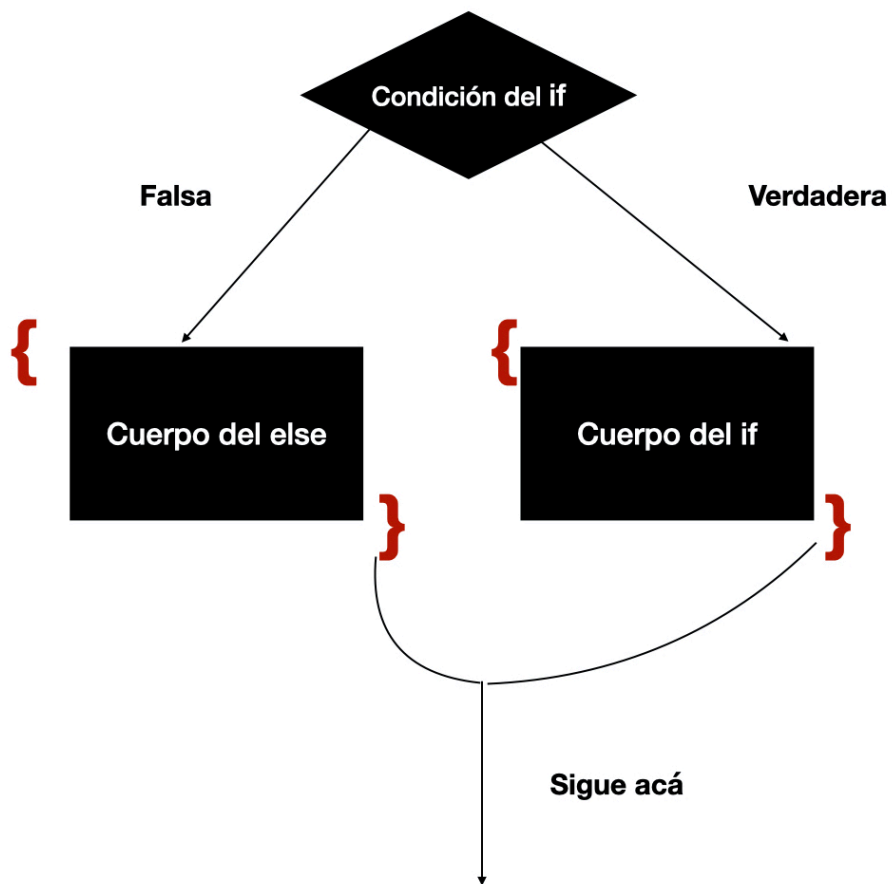 Condición del if
Falsa
Verdadera
{
{
Cuerpo del else
Cuerpo del if
}
}
Sigue acá